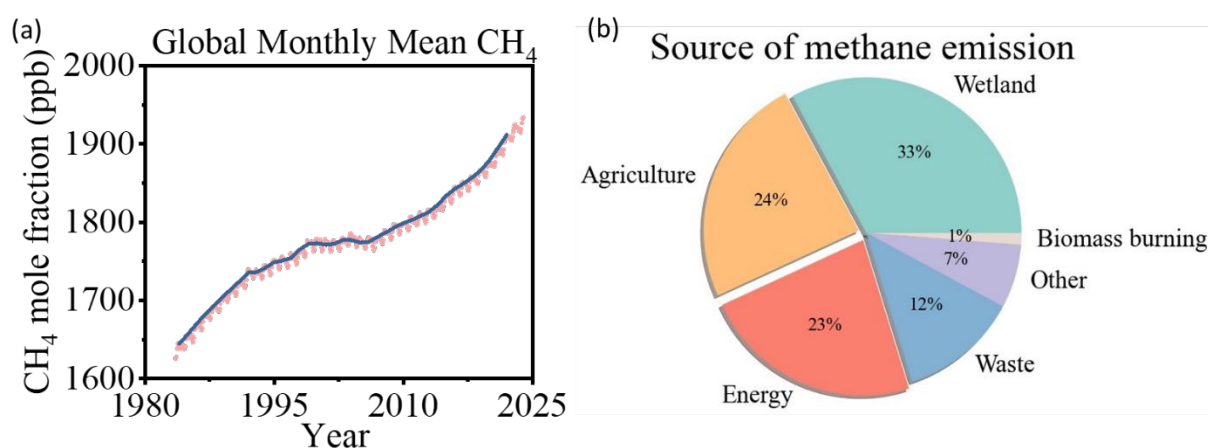 (a)
Global Monthly Mean CH₄
CH₄ mole fraction (ppb)
2000
1900
1800
1700
1600
1980
1995
2010
2025
Year
(b)
Source of methane emission
Wetland
33%
Agriculture
24%
1%
Biomass burning
7%
Other
12%
Waste
23%
Energy